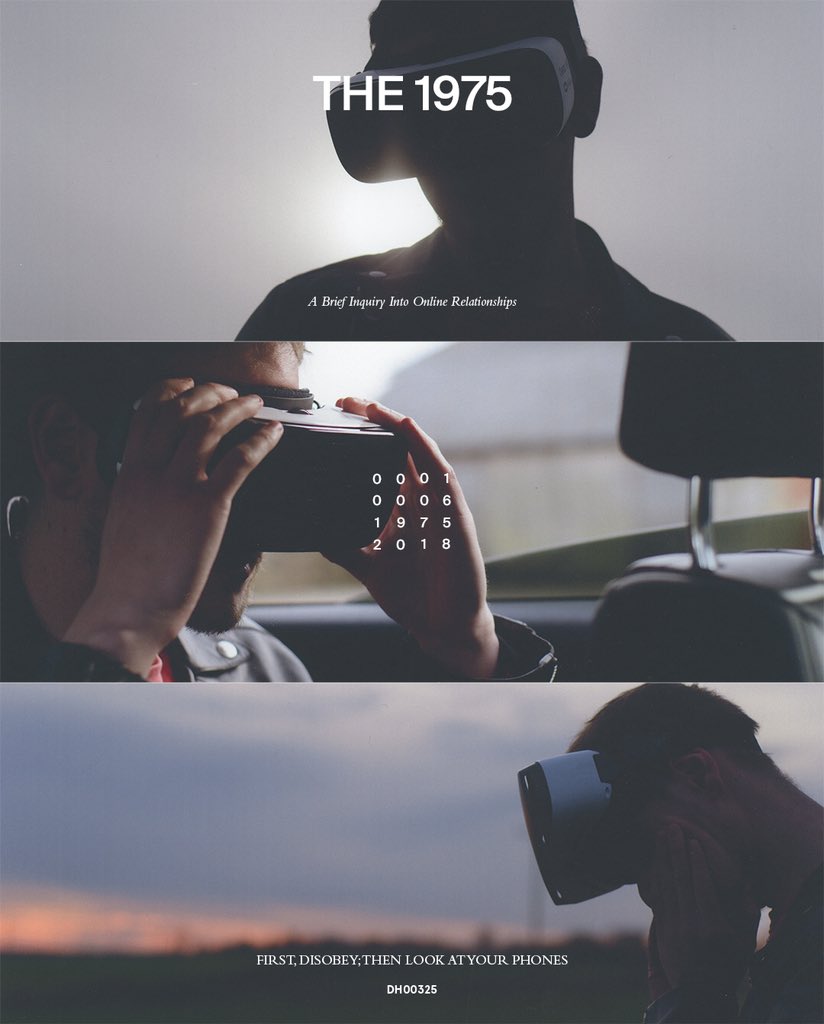 THE 1975
A Brief Inquiry Into Online Relationships
0 0 0 1
0 0 0 6
1 9 7 5
2 0 1 8
FIRST, DISOBEY; THEN LOOK AT YOUR PHONES
DH00325